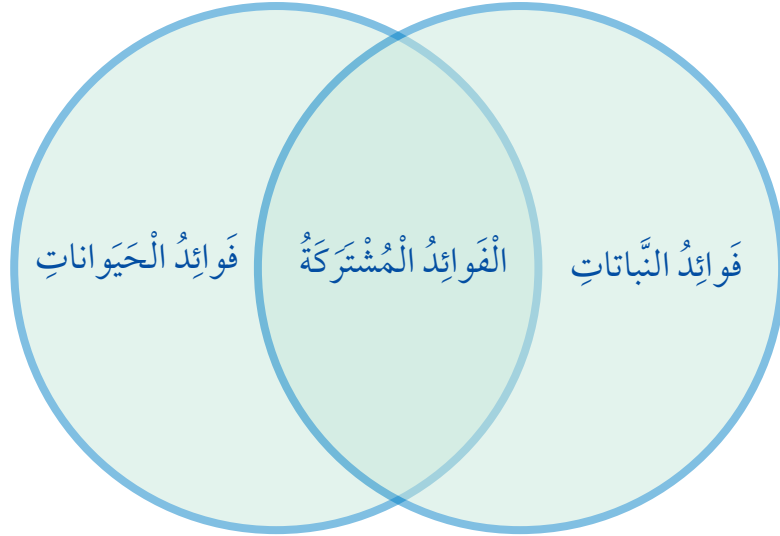 فَوائِدُ النَّباتاتِ
الْفَوائِدُ الْمُشْتَرَكَةُ
فَوائِدُ الْحَيَواناتِ